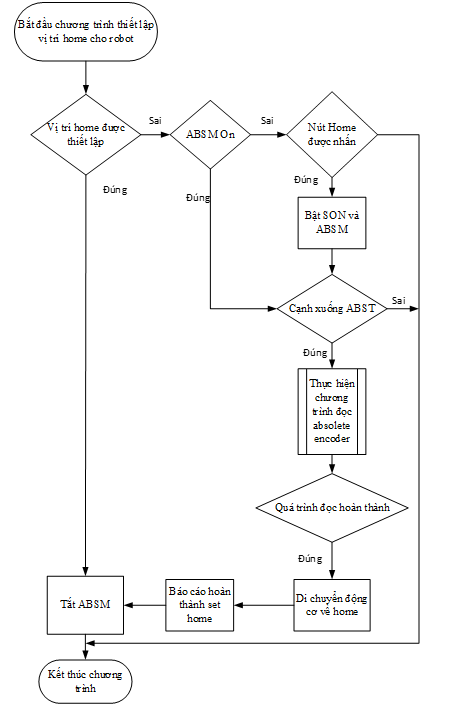 Bắt đầu chương trình thiết lập
vị trí home cho robot
Vị trí home được
thiết lập
Sai
ABSM On
Sai
Nút Home
được nhấn
Đúng
Đúng
Đúng
Bật SON và
ABSM
Cạnh xuống ABST
Sai
Đúng
Thực hiện
chương
trình đọc
absolete
encoder
Quá trình đọc hoàn thành
Đúng
Di chuyển động
cơ về home
Báo cáo hoàn
thành set
home
Tắt ABSM
Kết thúc chương
trình